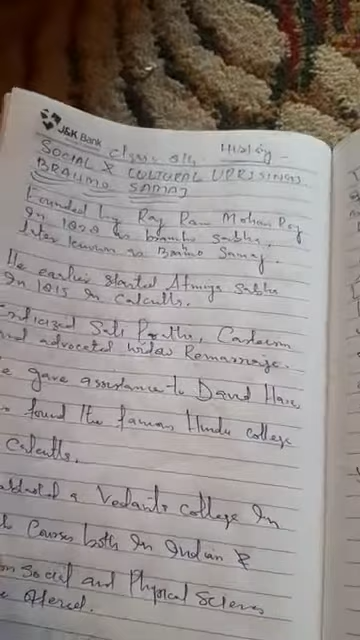 J&K Bank
Class 8th History -
SOCIAL & CULTURAL UPRISINGS
BRAHMO SAMAJ
Founded by Ray Ram Mohan Roy
In 1828 as bramho sabha,
later known as Bramho Samaj.
He earlier started Atmiya Sabha
In 1815 In Calcutta.
Criticized Sati Pratha, Casteism
and advocated widow Remarriage.
e gave assistance to David Hare
found the famous Hindu college
Calcutta.
a Vedanta college In
Courses both In Indian &
n Social and Physical Sciences
e offered.